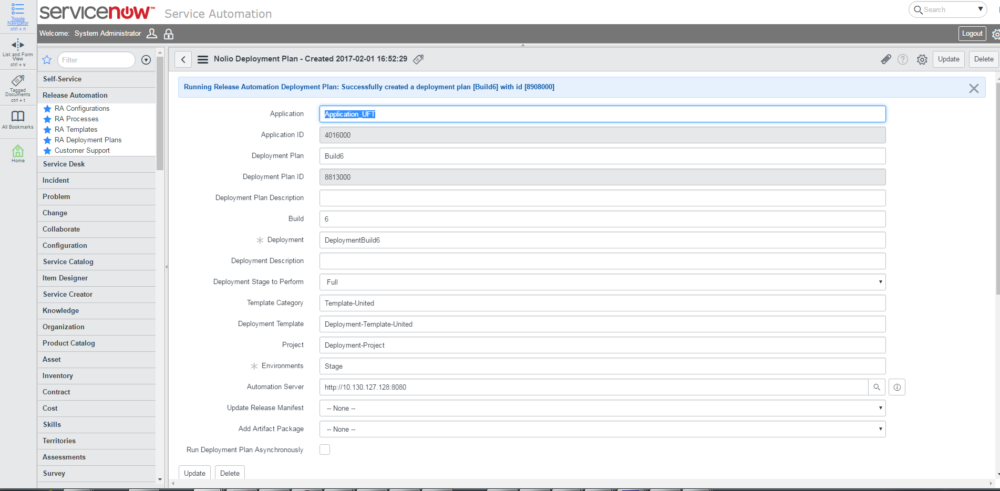 Toggle
Navigator
ctrl + n
List and Form
View
ctrl + v
Tagged
Documents
ctrl + t
All Bookmarks
Home
servicenow™ Service Automation
Search
Welcome: System Administrator
Logout
Filter
Self-Service
Release Automation
RA Configurations
RA Processes
RA Templates
RA Deployment Plans
Customer Support
Service Desk
Incident
Problem
Change
Collaborate
Configuration
Service Catalog
Item Designer
Service Creator
Knowledge
Organization
Product Catalog
Asset
Inventory
Contract
Cost
Skills
Territories
Assessments
Survey
Nolio Deployment Plan - Created 2017-02-01 16:52:29
Update
Delete
Running Release Automation Deployment Plan: Successfully created a deployment plan [Build6] with id [8908000]
Application Application_UFT
Application ID 4016000
Deployment Plan Build6
Deployment Plan ID 8813000
Deployment Plan Description
Build 6
Deployment DeploymentBuild6
Deployment Description
Deployment Stage to Perform Full
Template Category Template-United
Deployment Template Deployment-Template-United
Project Deployment-Project
Environments Stage
Automation Server http://10.130.127.128:8080
Update Release Manifest -- None --
Add Artifact Package -- None --
Run Deployment Plan Asynchronously
Update
Delete